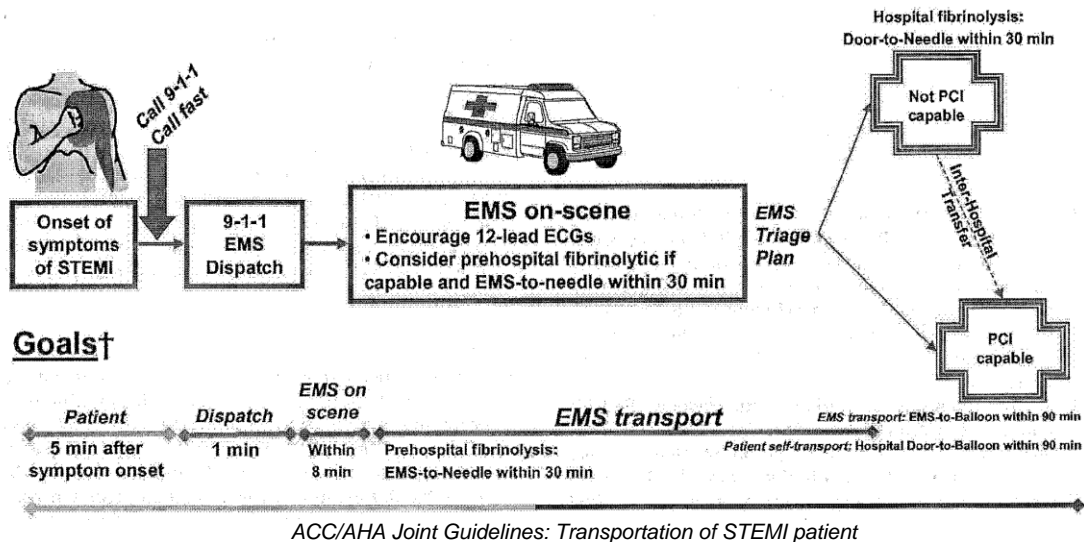 Hospital fibrinolysis:
Door-to-Needle within 30 min
Call 9-1-1
Call fast
Not PCI
capable
Onset of
symptoms
of STEMI
9-1-1
EMS
Dispatch
EMS on-scene
• Encourage 12-lead ECGs
• Consider prehospital fibrinolytic if
capable and EMS-to-needle within 30 min
EMS
Triage
Plan
Inter-Hospital
Transfer
PCI
capable
Goals†
Patient
5 min after
symptom onset
Dispatch
1 min
EMS on
scene
Within
8 min
EMS transport
Prehospital fibrinolysis:
EMS-to-Needle within 30 min
EMS transport: EMS-to-Balloon within 90 min
Patient self-transport: Hospital Door-to-Balloon within 90 min
ACC/AHA Joint Guidelines: Transportation of STEMI patient